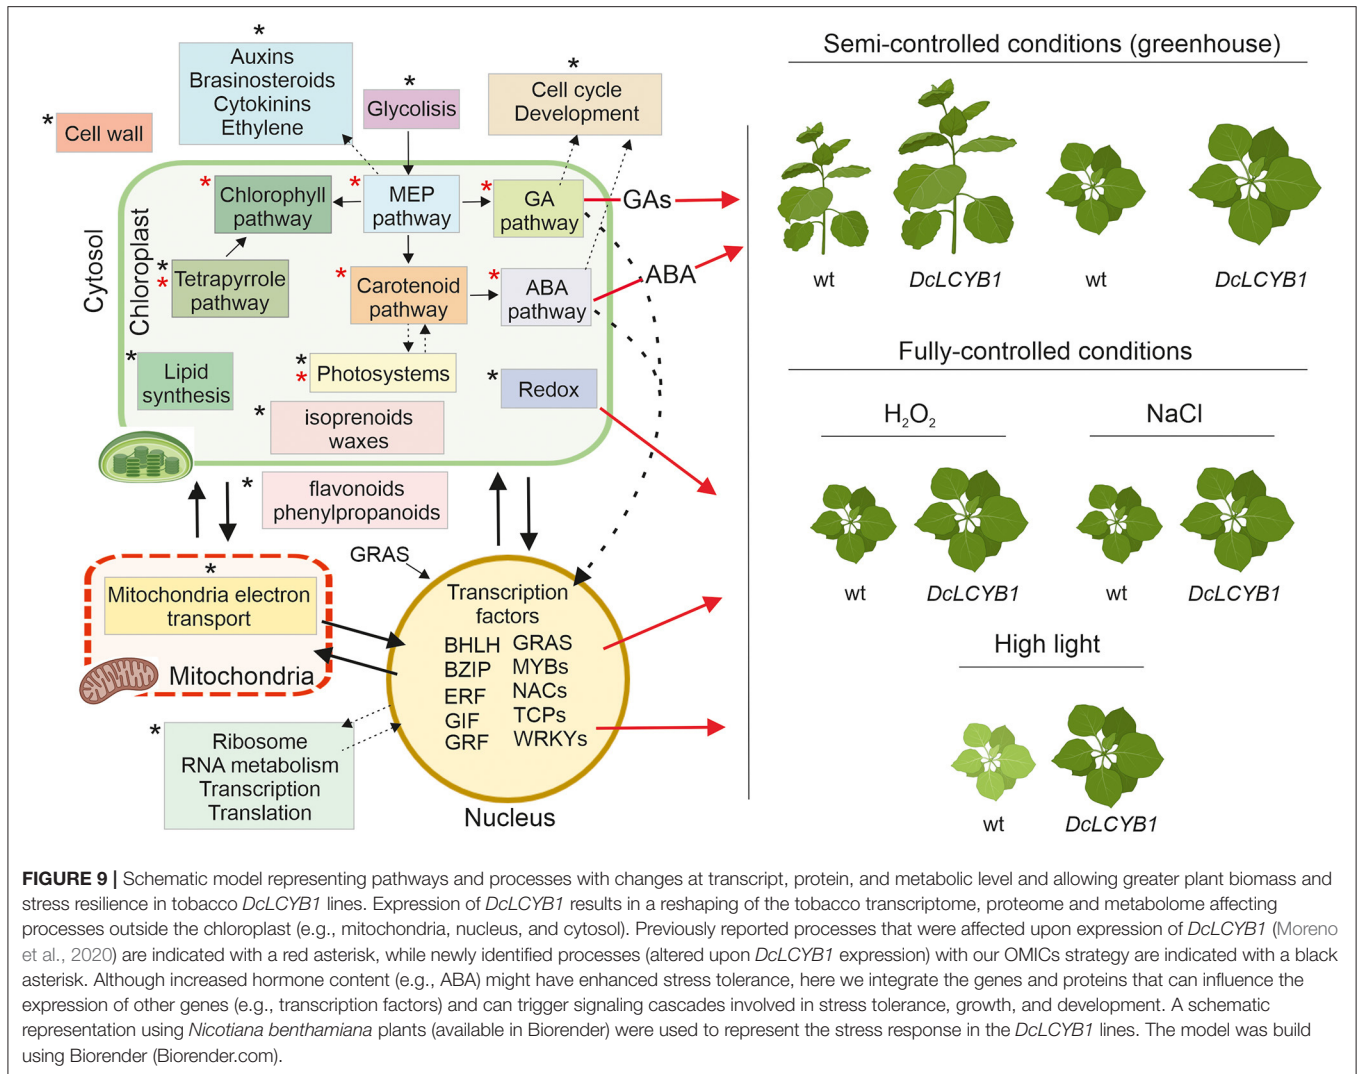 *
Auxins
Brasinosteroids
Cytokinins
Ethylene
*
Glycolisis
*
Cell cycle
Development
* Cell wall
Cytosol
Chloroplast
* Chlorophyll
pathway
* MEP
pathway
* GA
pathway
GAs
*
* Tetrapyrrole
pathway
* Carotenoid
pathway
* ABA
pathway
ABA
* Lipid
synthesis
*
* Photosystems
* Redox
* isoprenoids
waxes
* flavonoids
phenylpropanoids
*
Mitochondria electron
transport
Mitochondria
GRAS
Transcription
factors
BHLH
BZIP
ERF
GIF
GRF
GRAS
MYBs
NACs
TCPs
WRKYs
Nucleus
* Ribosome
RNA metabolism
Transcription
Translation
Semi-controlled conditions (greenhouse)
wt DcLCYB1 wt DcLCYB1
Fully-controlled conditions
H₂O₂ NaCl
wt DcLCYB1 wt DcLCYB1
High light
wt DcLCYB1
FIGURE 9 | Schematic model representing pathways and processes with changes at transcript, protein, and metabolic level and allowing greater plant biomass and
stress resilience in tobacco DcLCYB1 lines. Expression of DcLCYB1 results in a reshaping of the tobacco transcriptome, proteome and metabolome affecting
processes outside the chloroplast (e.g., mitochondria, nucleus, and cytosol). Previously reported processes that were affected upon expression of DcLCYB1 (Moreno
et al., 2020) are indicated with a red asterisk, while newly identified processes (altered upon DcLCYB1 expression) with our OMICs strategy are indicated with a black
asterisk. Although increased hormone content (e.g., ABA) might have enhanced stress tolerance, here we integrate the genes and proteins that can influence the
expression of other genes (e.g., transcription factors) and can trigger signaling cascades involved in stress tolerance, growth, and development. A schematic
representation using Nicotiana benthamiana plants (available in Biorender) were used to represent the stress response in the DcLCYB1 lines. The model was build
using Biorender (Biorender.com).